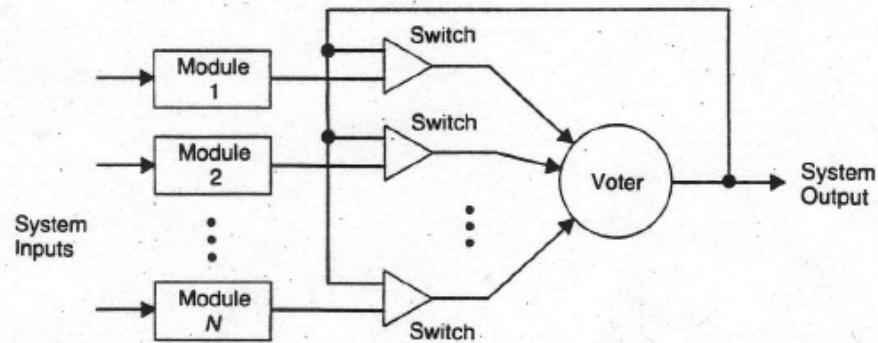 Switch
Module
1
Switch
Module
2
Voter
System
Output
System
Inputs
Module
N
Switch